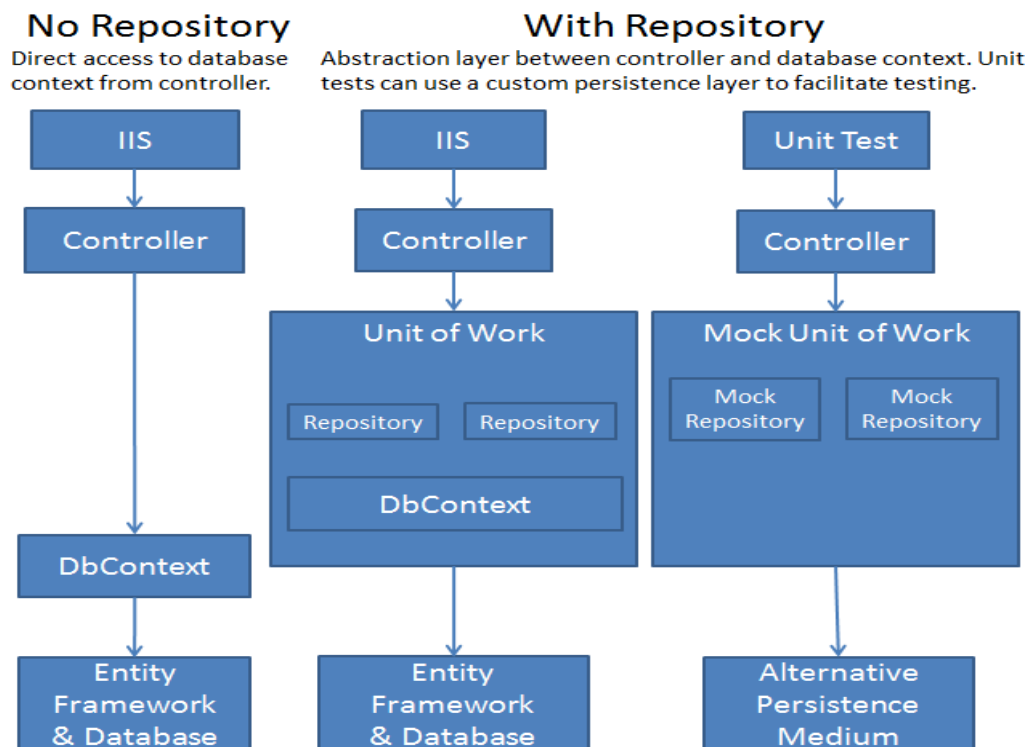 No Repository
Direct access to database
context from controller.
With Repository
Abstraction layer between controller and database context. Unit
tests can use a custom persistence layer to facilitate testing.
IIS
Controller
DbContext
Entity
Framework
& Database
IIS
Controller
Unit of Work
Repository
Repository
DbContext
Entity
Framework
& Database
Unit Test
Controller
Mock Unit of Work
Mock
Repository
Mock
Repository
Alternative
Persistence
Medium